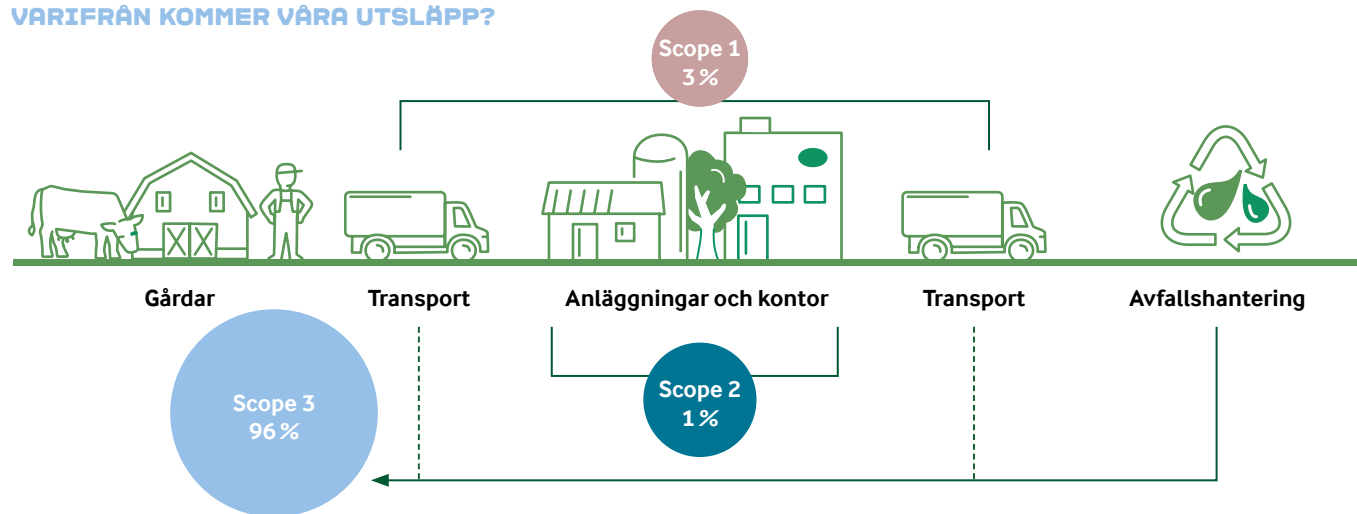 VARIFRÅN KOMMER VÅRA UTSLÄPP?
Scope 1
3 %
Gårdar
Transport
Anläggningar och kontor
Transport
Avfallshantering
Scope 3
96 %
Scope 2
1 %